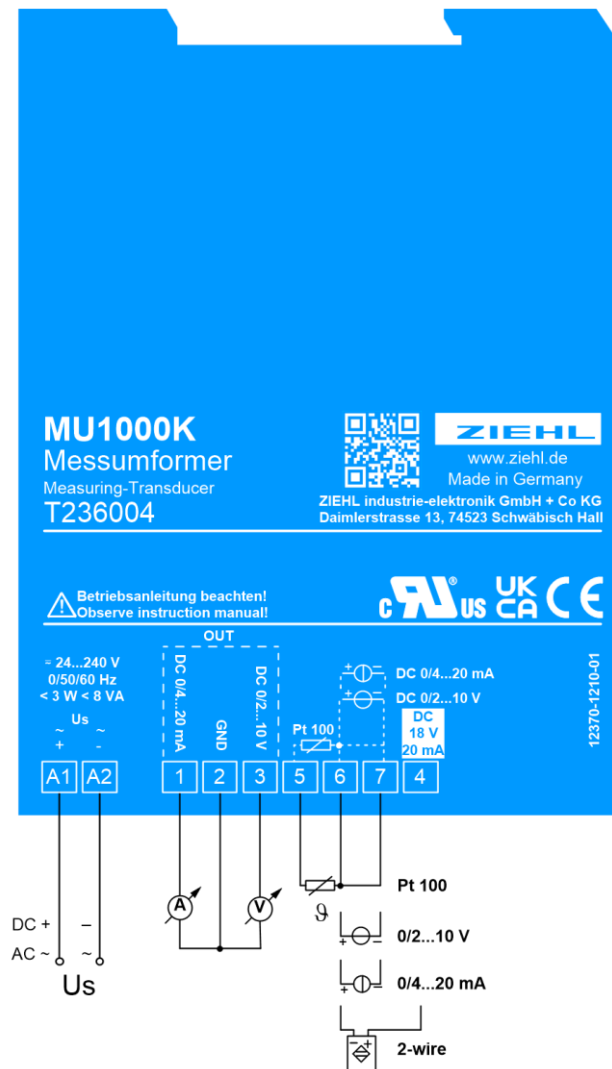 MU1000K
Messumformer
Measuring-Transducer
T236004
ZIEHL
www.ziehl.de
Made in Germany
ZIEHL industrie-elektronik GmbH + Co KG
Daimlerstrasse 13, 74523 Schwäbisch Hall
Betriebsanleitung beachten!
Observe instruction manual!
c RU ® US UK CA CE
= 24...240 V
0/50/60 Hz
< 3 W < 8 VA
Us
~ ~
+ -
OUT
DC 0/4...20 mA
GND
DC 0/2...10 V
Pt 100
+ -
DC 0/4...20 mA
+ -
DC 0/2...10 V
DC
18 V
20 mA
12370-1210-01
A1 A2 1 2 3 5 6 7 4
A V
ϑ
Pt 100
DC + –
AC ~ ~
Us
+ – 0/2...10 V
+ – 0/4...20 mA
– + 2-wire